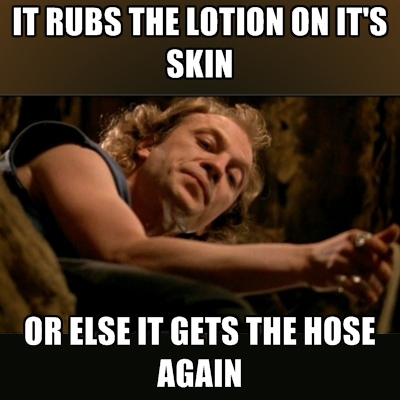 IT RUBS THE LOTION ON IT'S
SKIN
OR ELSE IT GETS THE HOSE
AGAIN